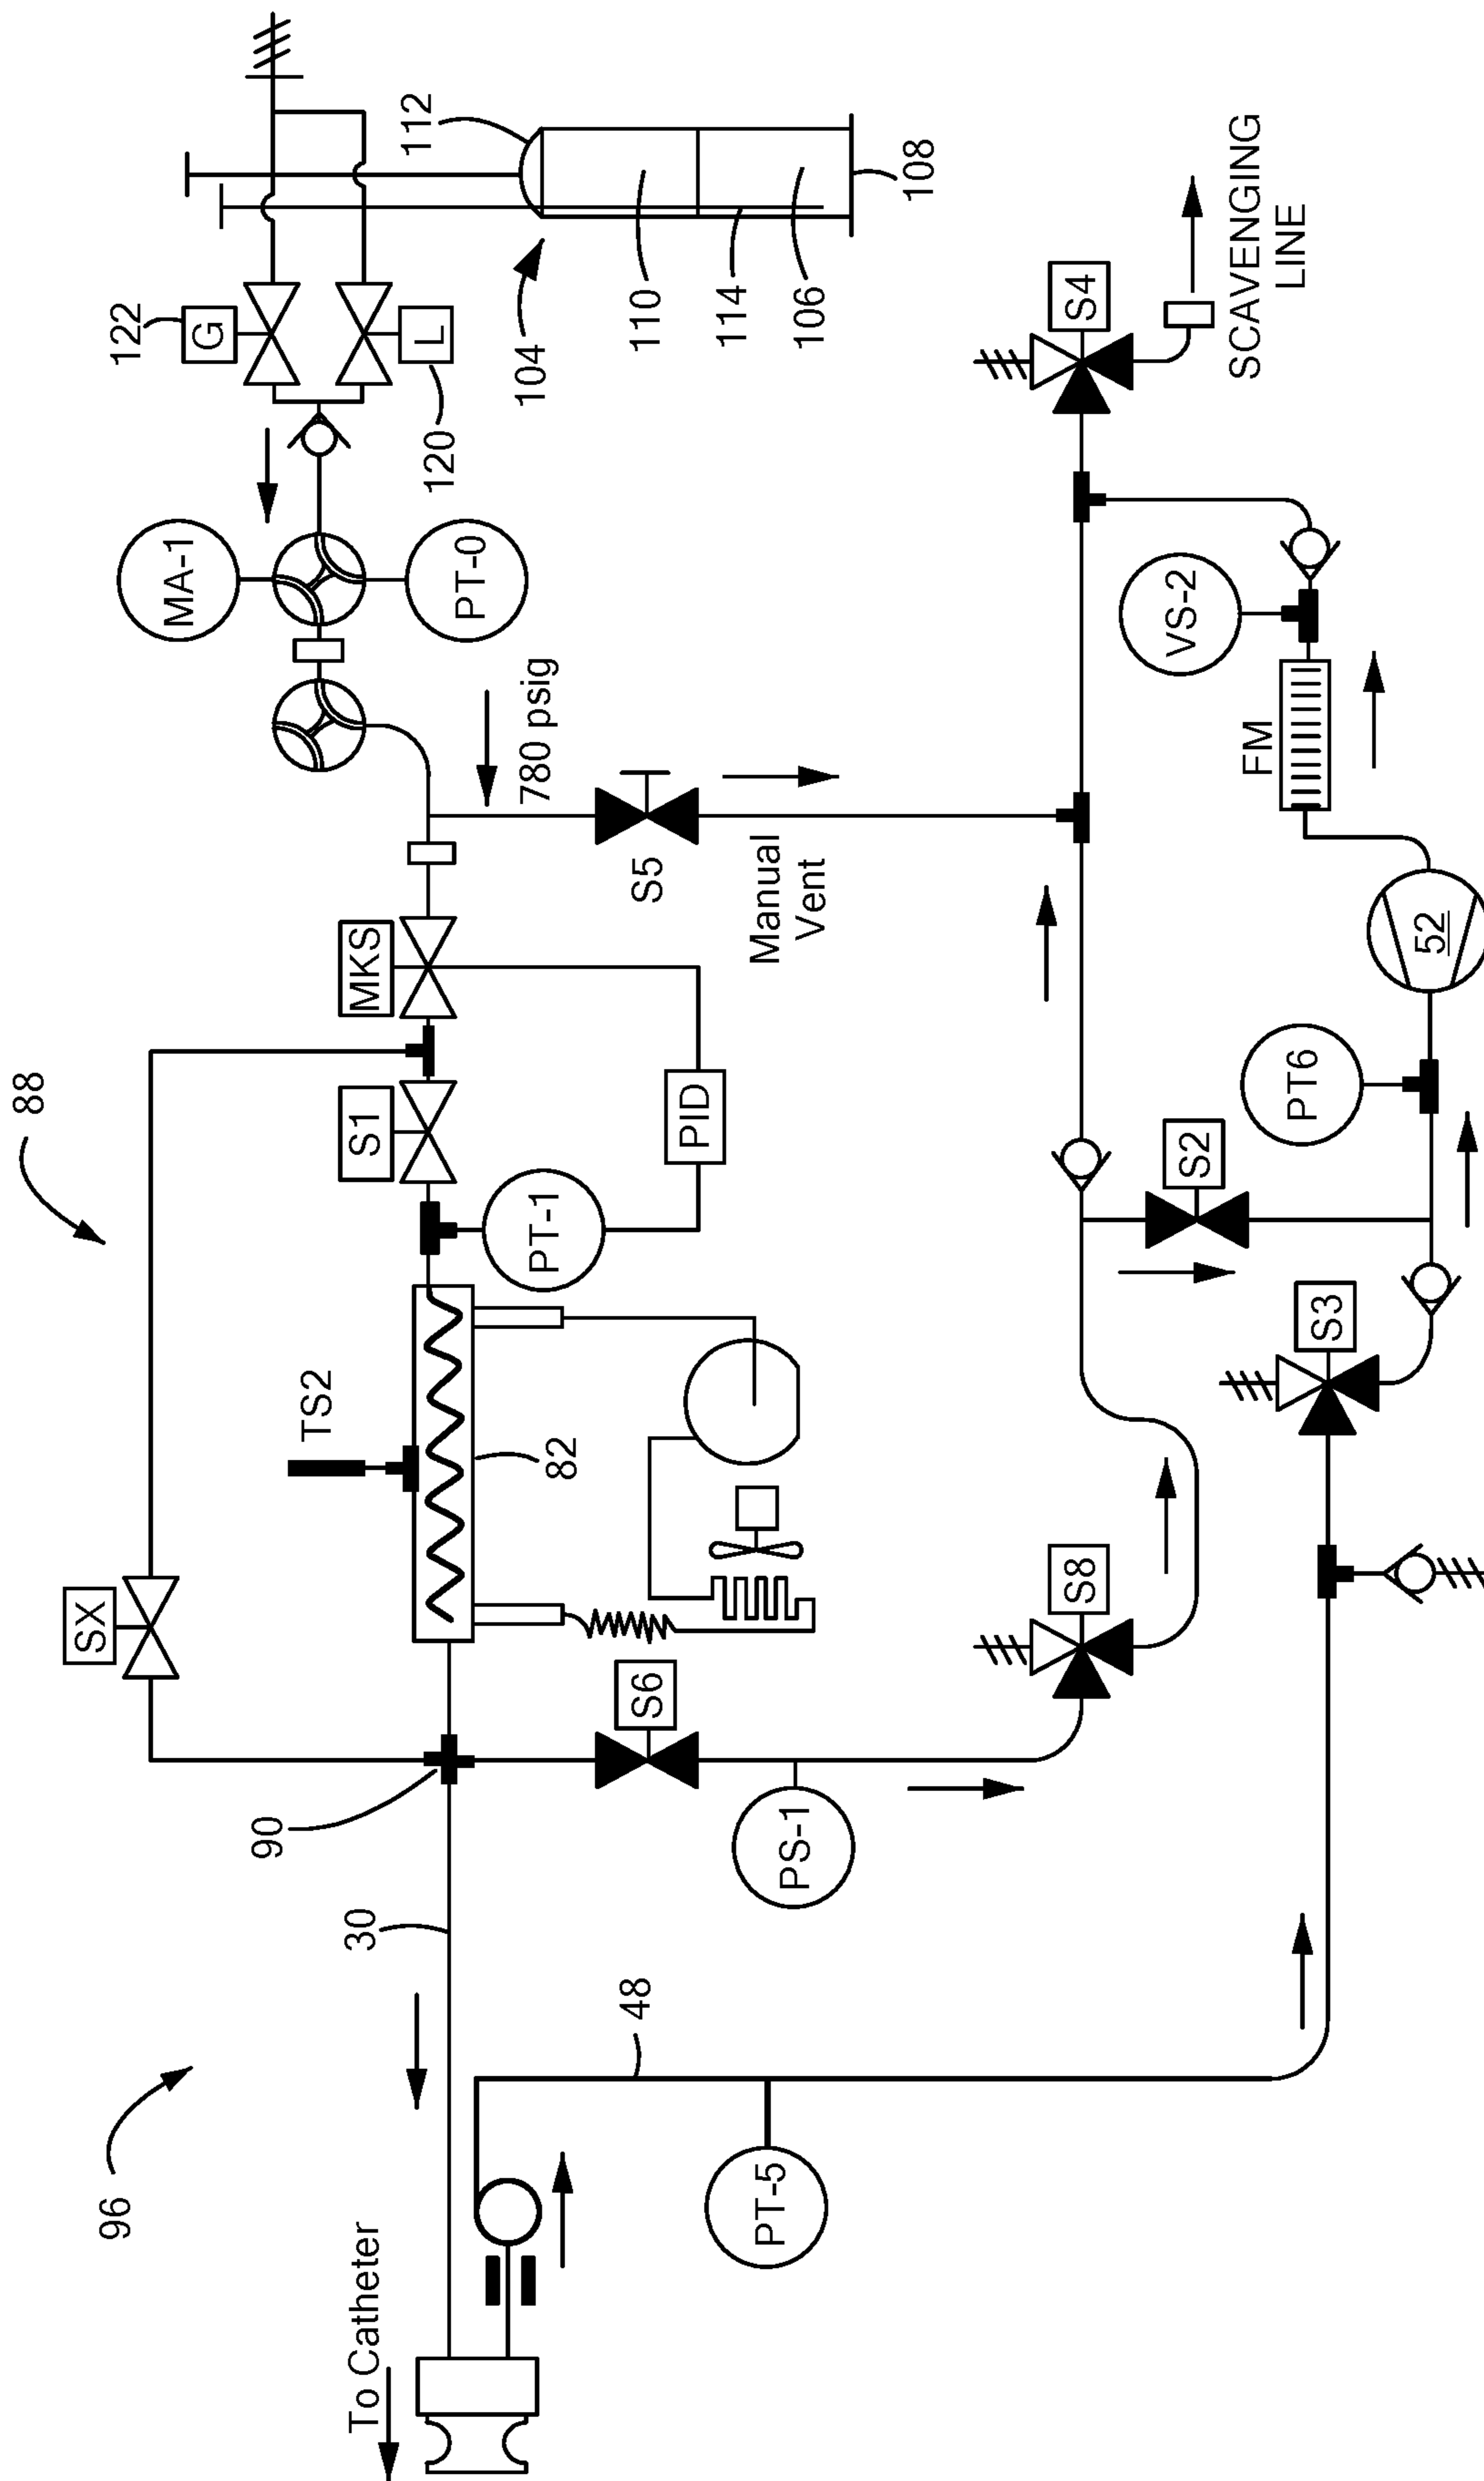 88
96
SX
90
TS2
S1
MKS
MA-1
122
G
112
30
To Catheter
82
PT-1
PID
780 psig
PT-0
120
L
104
110
114
106
108
48
S6
PS-1
S5
Manual
Vent
PT-5
S8
S2
S4
SCAVENGING
LINE
VS-2
FM
S3
PT6
52